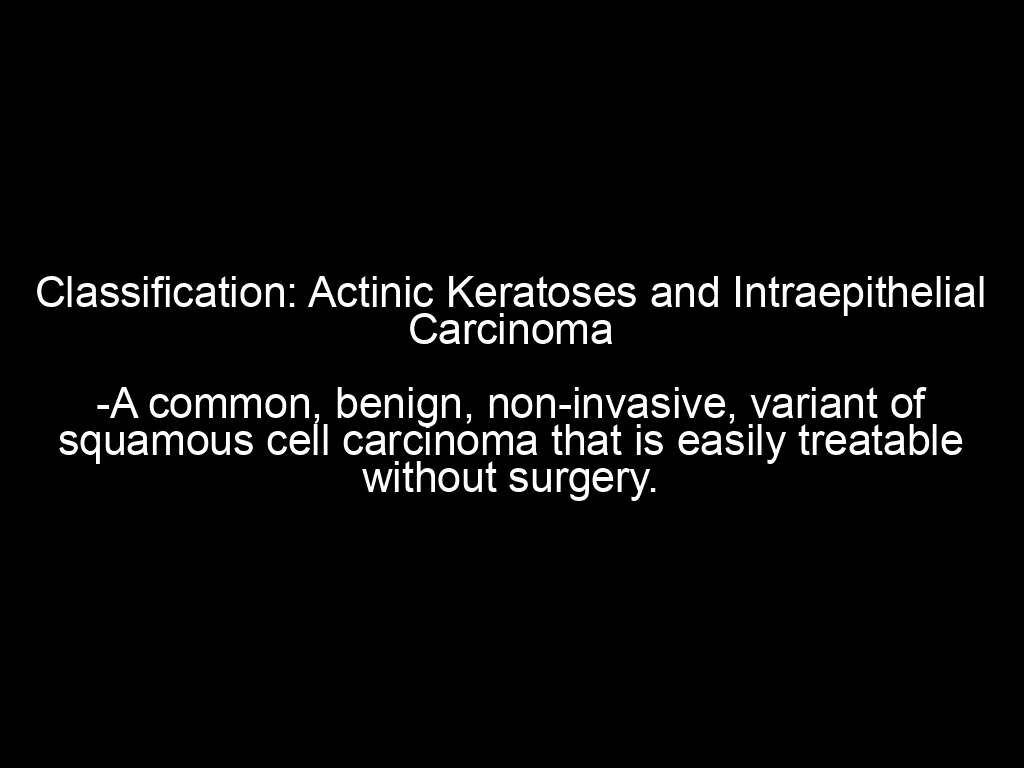 Classification: Actinic Keratoses and Intraepithelial
Carcinoma
-A common, benign, non-invasive, variant of
squamous cell carcinoma that is easily treatable
without surgery.